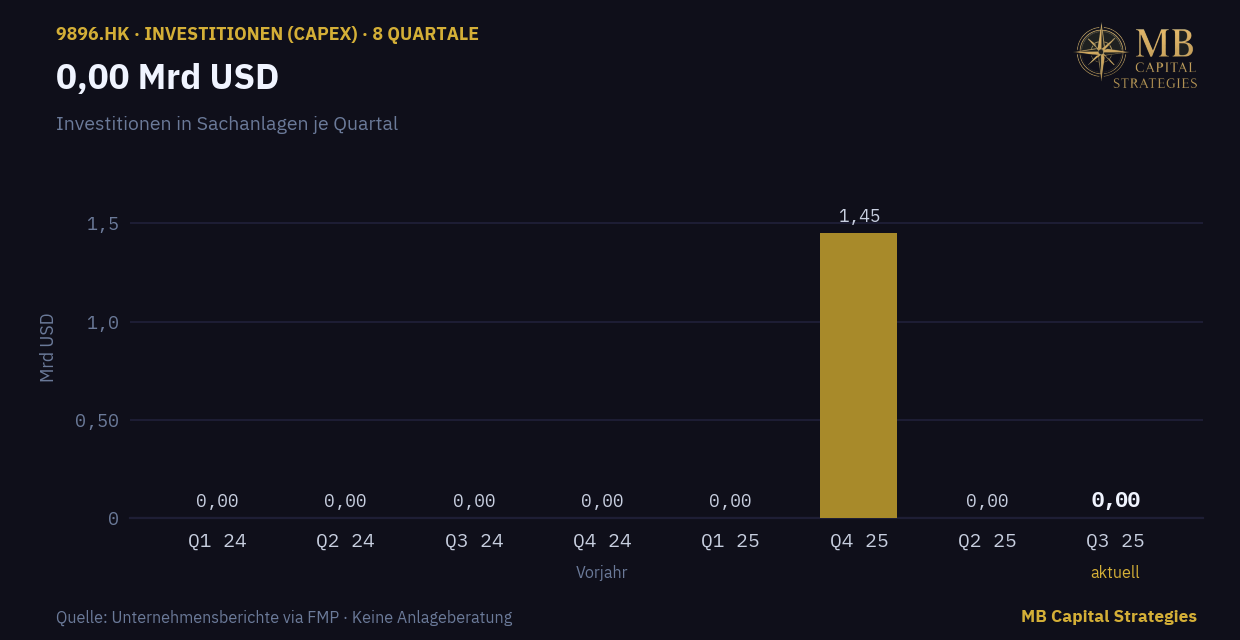 9896.HK · INVESTITIONEN (CAPEX) · 8 QUARTALE
0,00 Mrd USD
Investitionen in Sachanlagen je Quartal
MB
CAPITAL
STRATEGIES
Mrd USD
1,5
1,0
0,50
0
0,00 0,00 0,00 0,00 0,00 1,45 0,00 0,00
Q1 24 Q2 24 Q3 24 Q4 24 Q1 25 Q4 25 Q2 25 Q3 25
Vorjahr aktuell
Quelle: Unternehmensberichte via FMP · Keine Anlageberatung
MB Capital Strategies